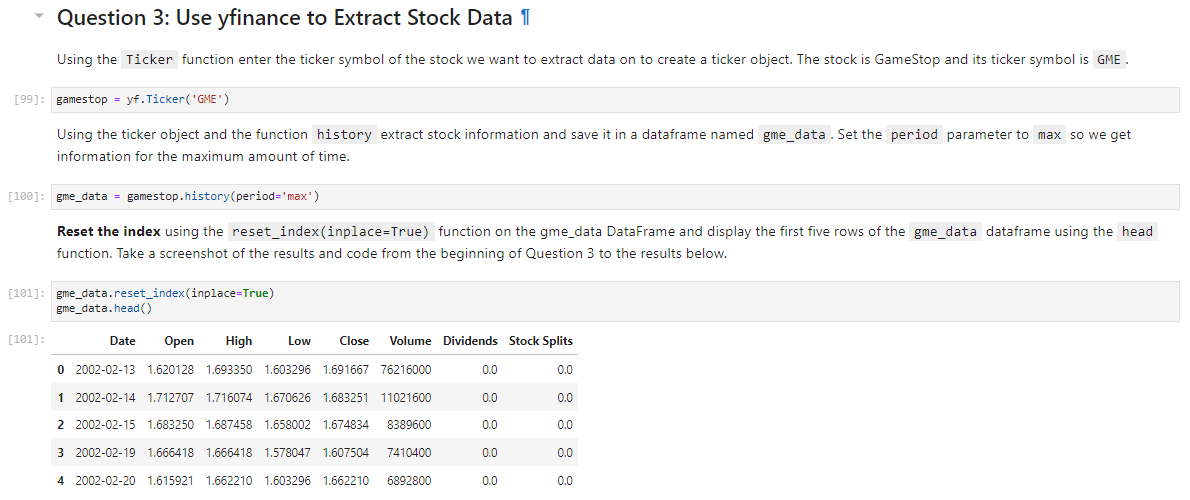 Question 3: Use yfinance to Extract Stock Data ¶
Using the Ticker function enter the ticker symbol of the stock we want to extract data on to create a ticker object. The stock is GameStop and its ticker symbol is GME .
[99]: gamestop = yf.Ticker('GME')
Using the ticker object and the function history extract stock information and save it in a dataframe named gme_data . Set the period parameter to max so we get
information for the maximum amount of time.
[100]: gme_data = gamestop.history(period='max')
Reset the index using the reset_index(inplace=True) function on the gme_data DataFrame and display the first five rows of the gme_data dataframe using the head
function. Take a screenshot of the results and code from the beginning of Question 3 to the results below.
[101]: gme_data.reset_index(inplace=True)
gme_data.head()
[101]: Date Open High Low Close Volume Dividends Stock Splits
0 2002-02-13 1.620128 1.693350 1.603296 1.691667 76216000 0.0 0.0
1 2002-02-14 1.712707 1.716074 1.670626 1.683251 11021600 0.0 0.0
2 2002-02-15 1.683250 1.687458 1.658002 1.674834 8389600 0.0 0.0
3 2002-02-19 1.666418 1.666418 1.578047 1.607504 7410400 0.0 0.0
4 2002-02-20 1.615921 1.662210 1.603296 1.662210 6892800 0.0 0.0